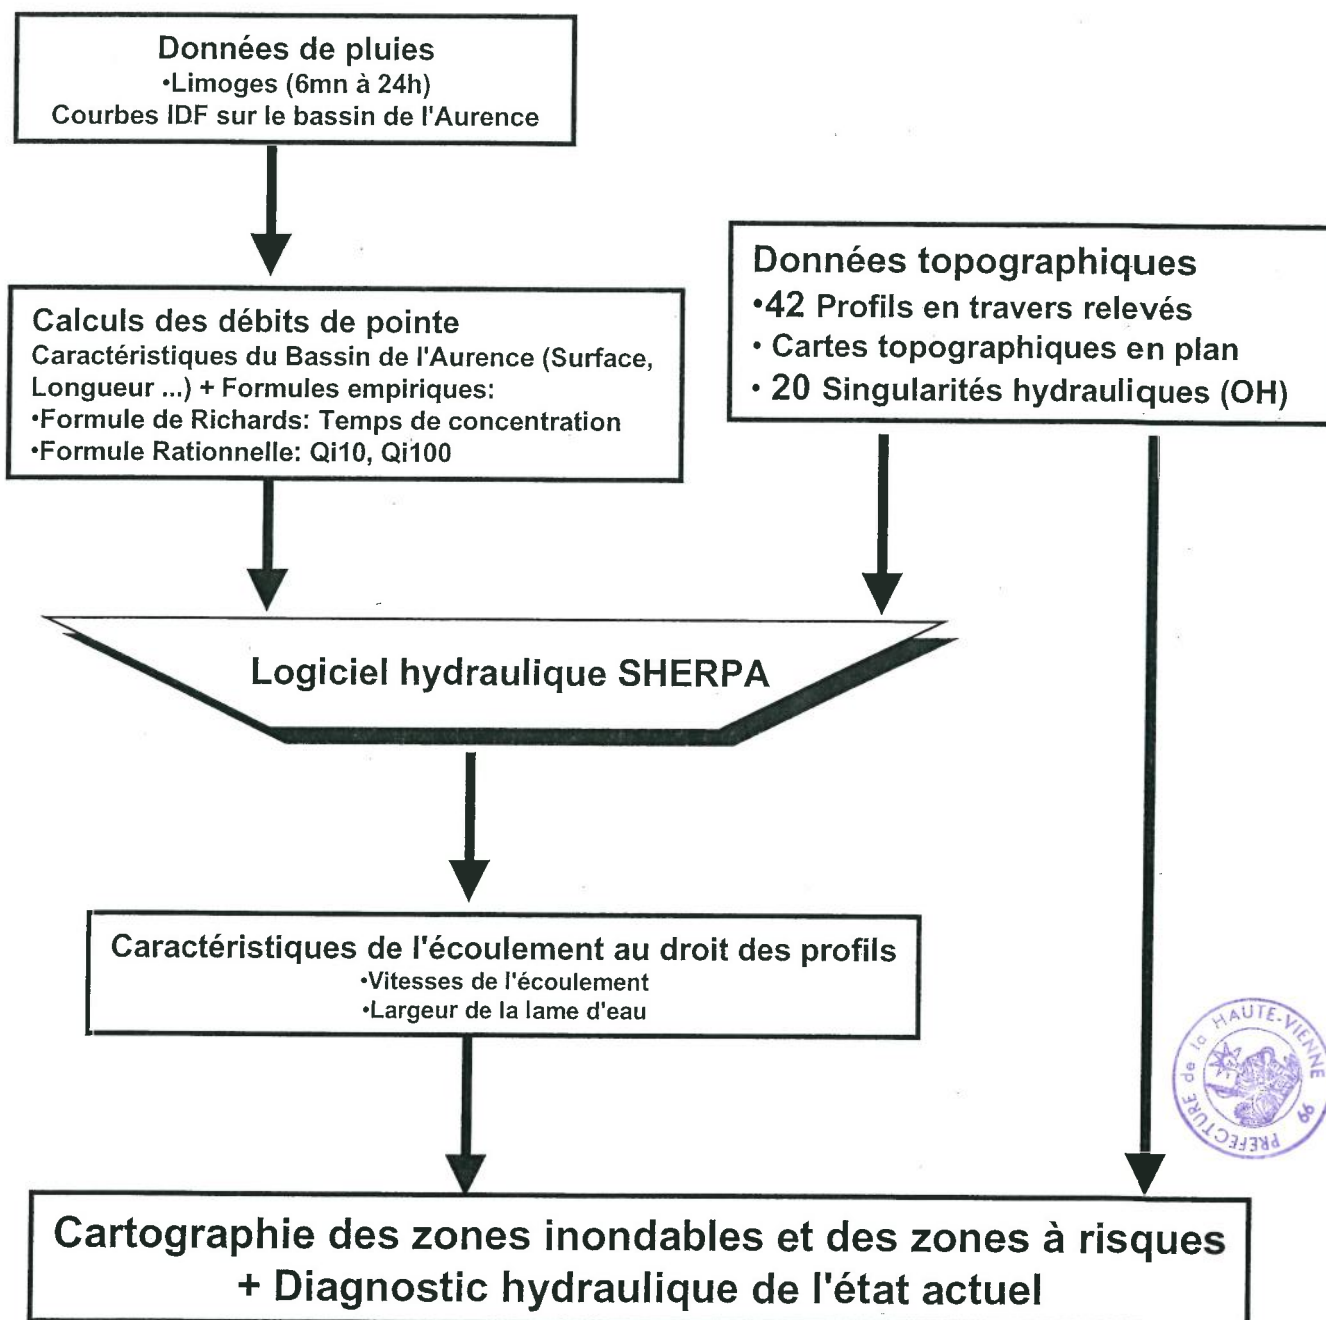 Données de pluies
•Limoges (6mn à 24h)
Courbes IDF sur le bassin de l'Aurence
Données topographiques
•42 Profils en travers relevés
• Cartes topographiques en plan
• 20 Singularités hydrauliques (OH)
Calculs des débits de pointe
Caractéristiques du Bassin de l'Aurence (Surface,
Longueur ...) + Formules empiriques:
•Formule de Richards: Temps de concentration
•Formule Rationnelle: Qi10, Qi100
Logiciel hydraulique SHERPA
Caractéristiques de l'écoulement au droit des profils
•Vitesses de l'écoulement
•Largeur de la lame d'eau
PRÉFECTURE de la HAUTE-VIENNE
66
Cartographie des zones inondables et des zones à risques
+ Diagnostic hydraulique de l'état actuel